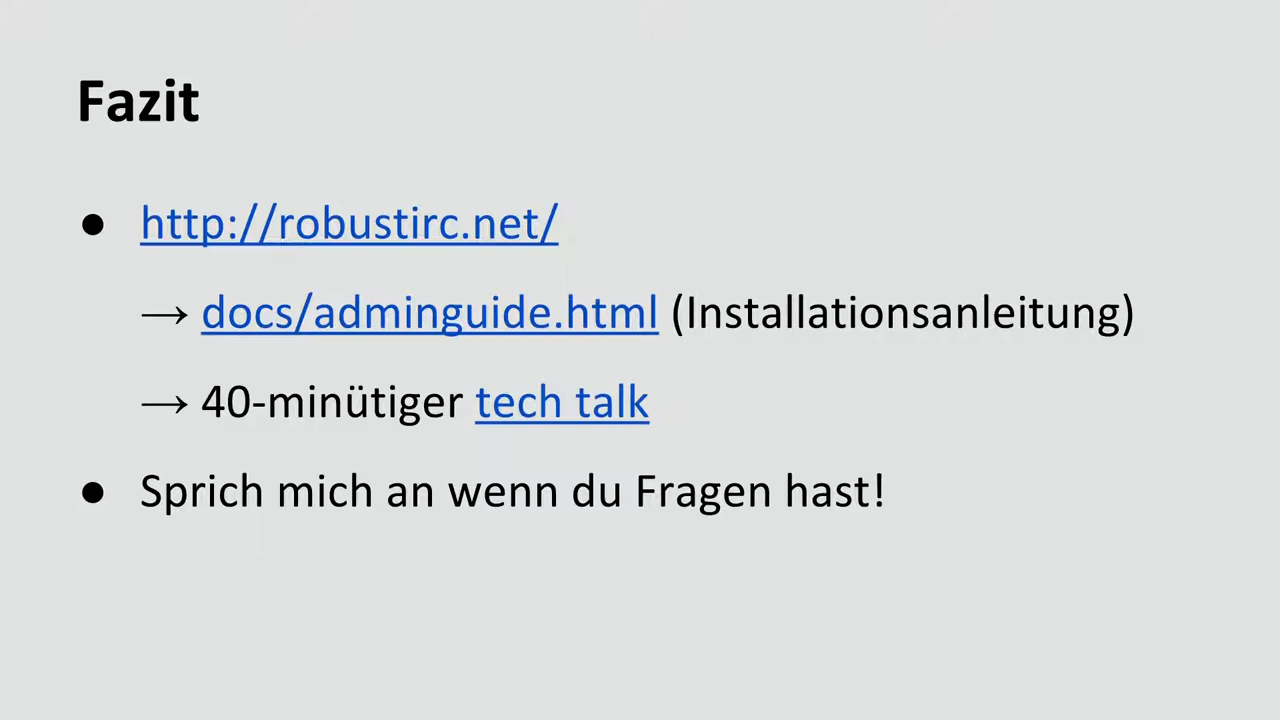 Fazit
● http://robustirc.net/
→ docs/adminguide.html (Installationsanleitung)
→ 40-minütiger tech talk
● Sprich mich an wenn du Fragen hast!